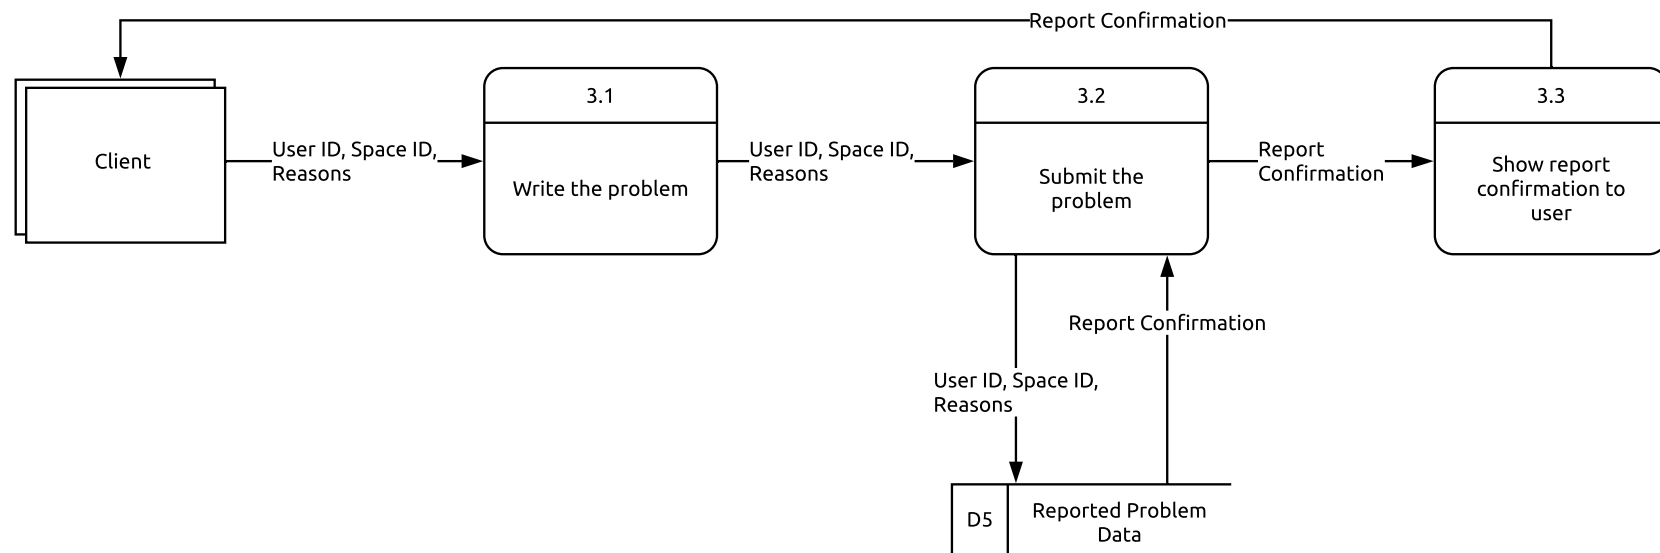 Report Confirmation
3.1
3.2
3.3
Client
User ID, Space ID,
Reasons
Write the problem
User ID, Space ID,
Reasons
Submit the
problem
Report
Confirmation
Show report
confirmation to
user
Report Confirmation
User ID, Space ID,
Reasons
D5
Reported Problem
Data